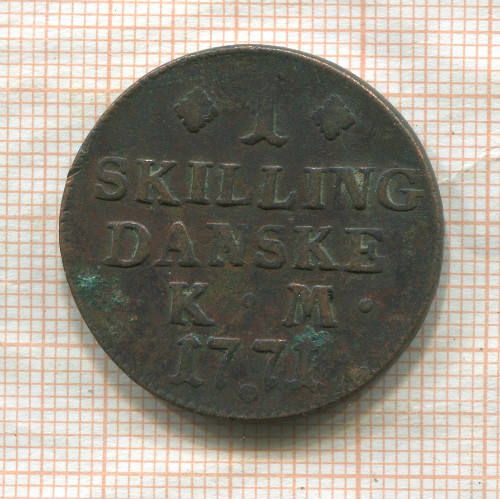 1
SKILLING
DANSKE
K · M ·
1771